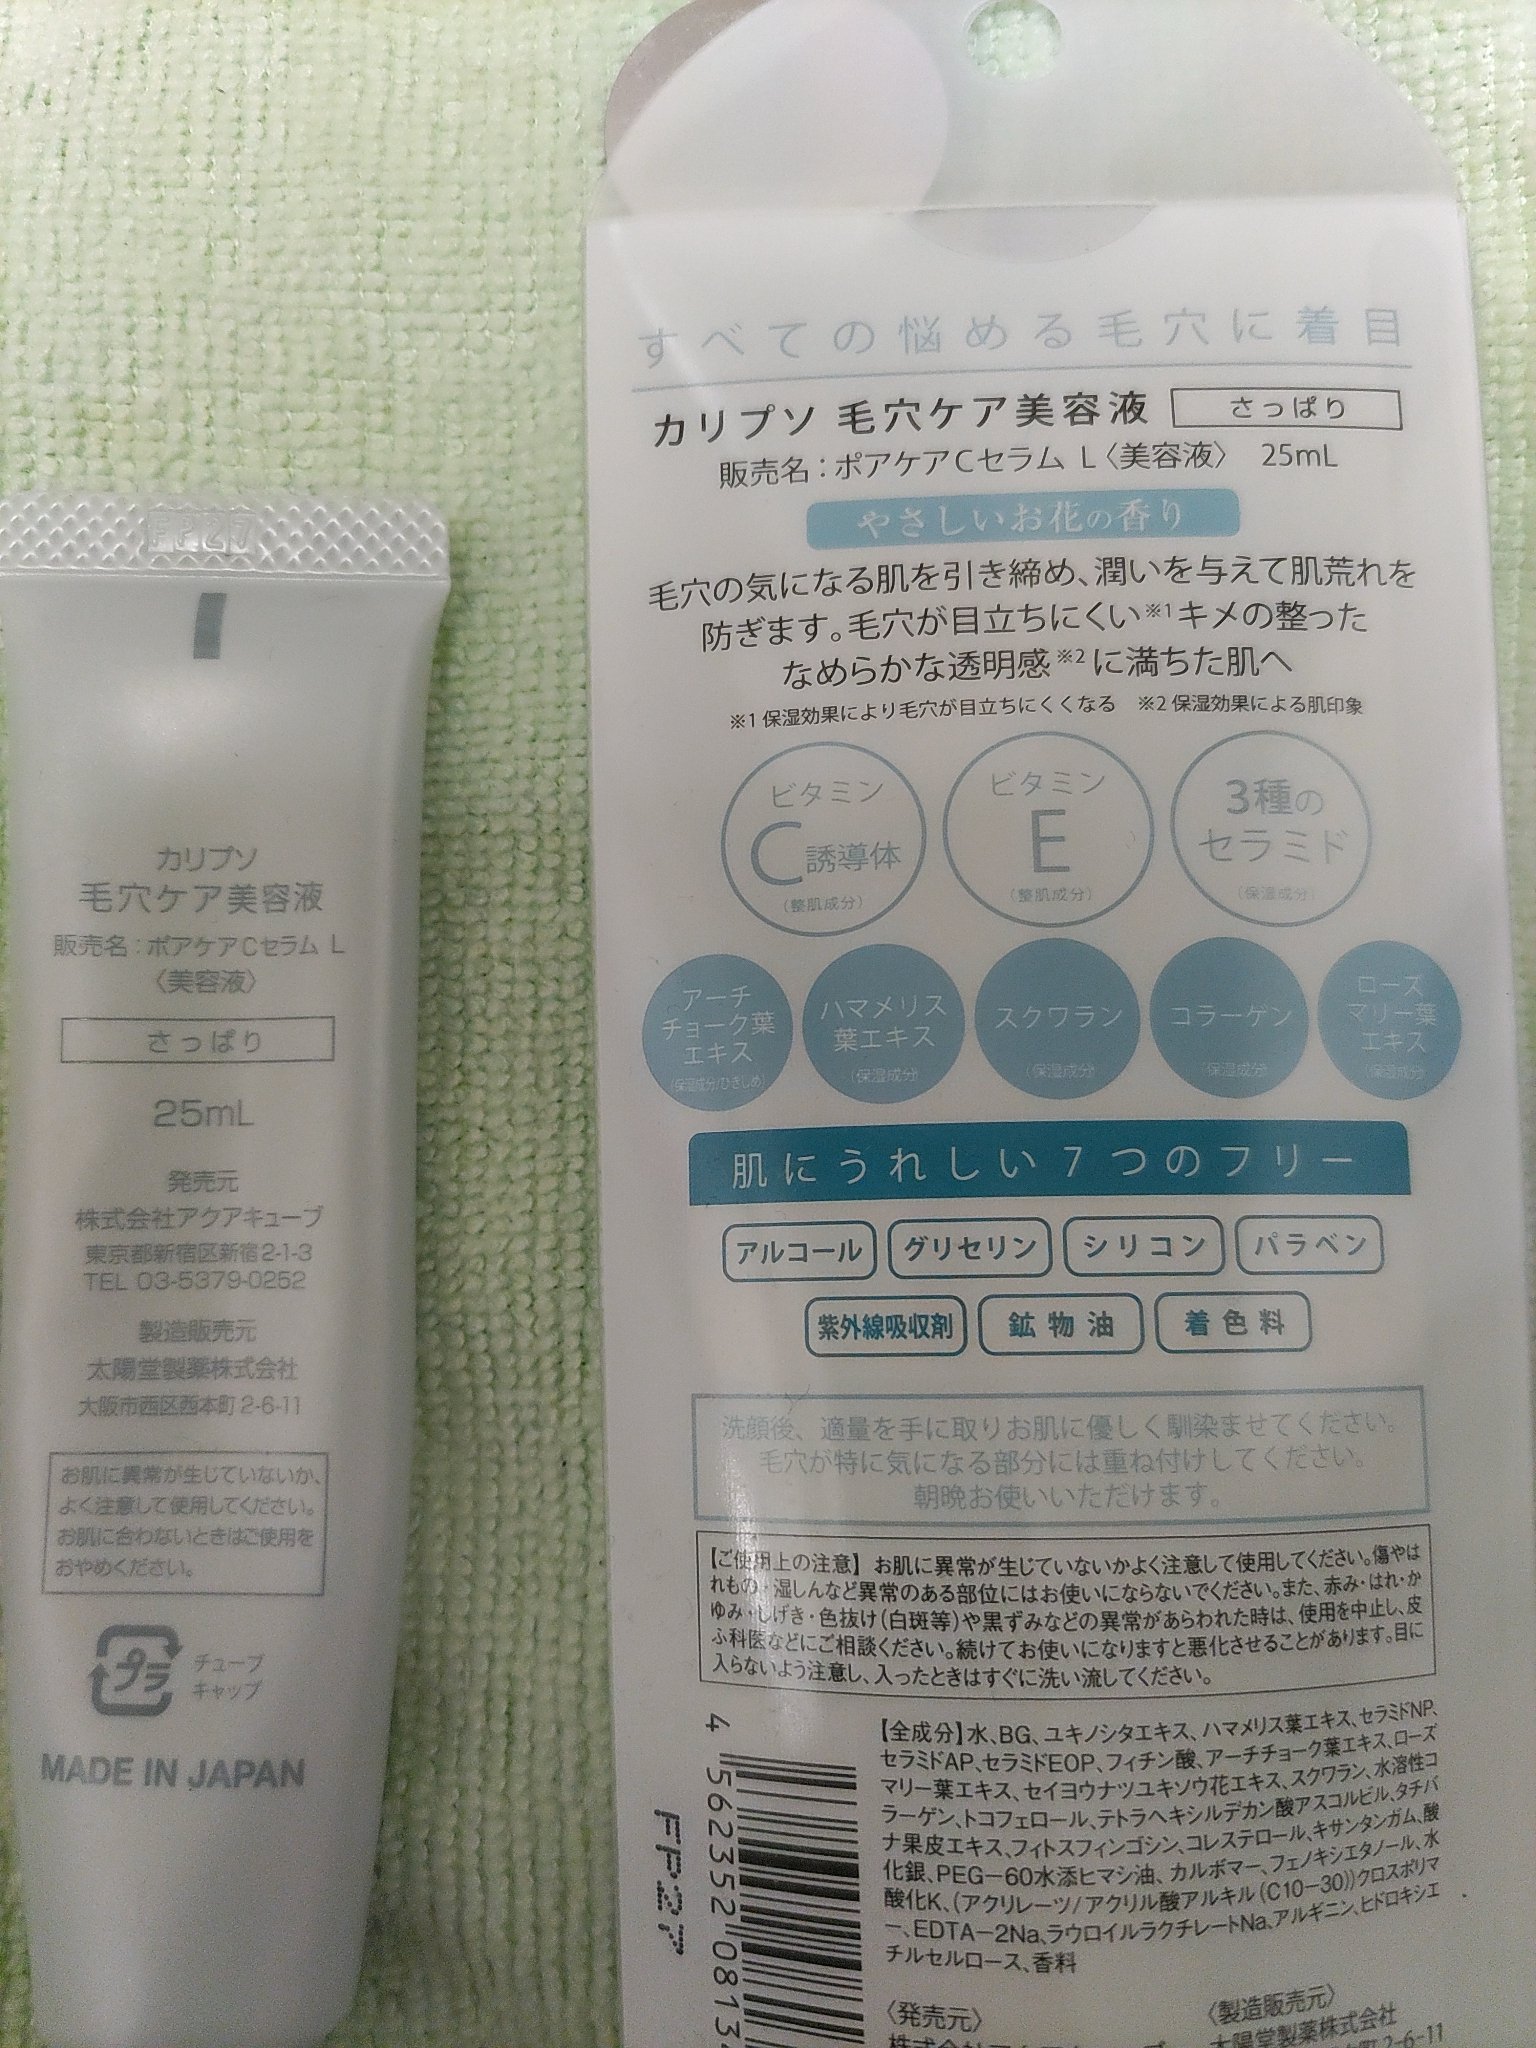 FP27
カリプソ
毛穴ケア美容液
販売名：ポアケアCセラム L
〈美容液〉
さっぱり
25mL
発売元
株式会社アクアキューブ
東京都新宿区新宿2-1-3
TEL 03-5379-0252
製造販売元
太陽堂製薬株式会社
大阪市西区西本町2-6-11
お肌に異常が生じていないか、
よく注意して使用してください。
お肌に合わないときはご使用を
おやめください。
プラ
チューブ
キャップ
MADE IN JAPAN
すべての悩める毛穴に着目
カリプソ 毛穴ケア美容液 さっぱり
販売名：ポアケアCセラム L〈美容液〉 25mL
やさしいお花の香り
毛穴の気になる肌を引き締め、潤いを与えて肌荒れを
防ぎます。毛穴が目立ちにくい※1キメの整った
なめらかな透明感※2に満ちた肌へ
※1 保湿効果により毛穴が目立ちにくくなる ※2 保湿効果による肌印象
ビタミン
C誘導体
(整肌成分)
ビタミン
E
(整肌成分)
3種の
セラミド
(保湿成分)
アーチ
チョーク葉
エキス
(保湿成分/ひきしめ)
ハマメリス
葉エキス
(保湿成分)
スクワラン
(保湿成分)
コラーゲン
(保湿成分)
ローズ
マリー葉
エキス
(保湿成分)
肌にうれしい7つのフリー
アルコール グリセリン シリコン パラベン
紫外線吸収剤 鉱物油 着色料
洗顔後、適量を手に取りお肌に優しく馴染ませてください。
毛穴が特に気になる部分には重ね付けしてください。
朝晩お使いいただけます。
【ご使用上の注意】お肌に異常が生じていないかよく注意して使用してください。傷やは
れもの・湿しんなど異常のある部位にはお使いにならないでください。また、赤み・はれ・か
ゆみ・しげき・色抜け(白斑等)や黒ずみなどの異常があらわれた時は、使用を中止し、皮
ふ科医などにご相談ください。続けてお使いになりますと悪化させることがあります。目に
入らないよう注意し、入ったときはすぐに洗い流してください。
【全成分】水、BG、ユキノシタエキス、ハマメリス葉エキス、セラミドNP、
セラミドAP、セラミドEOP、フィチン酸、アーチチョーク葉エキス、ローズ
マリー葉エキス、セイヨウナツユキソウ花エキス、スクワラン、水溶性コ
ラーゲン、トコフェロール、テトラヘキシルデカン酸アスコルビル、タチバ
ナ果皮エキス、フィトスフィンゴシン、コレステロール、キサンタンガム、酸
化銀、PEG－60水添ヒマシ油、カルボマー、フェノキシエタノール、水
酸化K、(アクリレーツ/アクリル酸アルキル(C10－30))クロスポリマ
ー、EDTA－2Na、ラウロイルラクチレートNa、アルギニン、ヒドロキシエ
チルセルロース、香料
4 562352 0813
FP27
〈発売元〉
〈製造販売元〉
太陽堂製薬株式会社
2-6-11